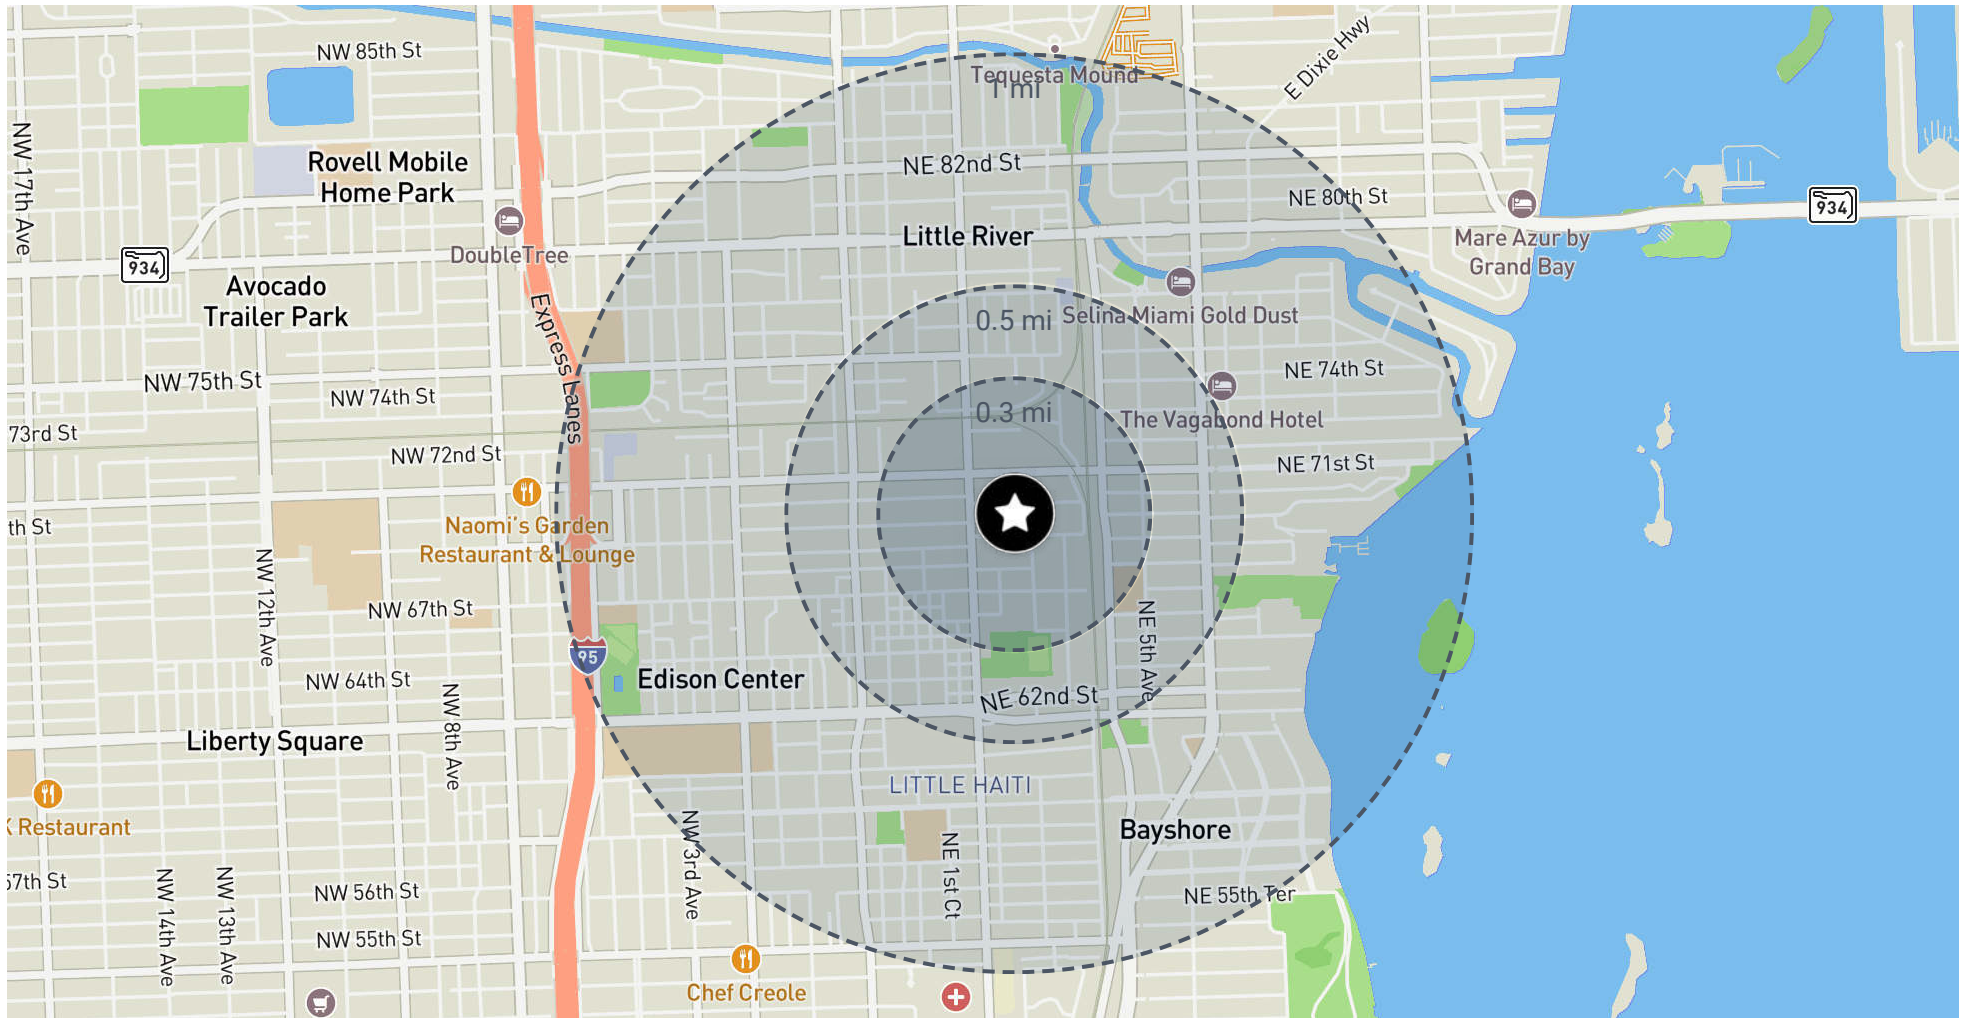 NW 85th St
E Dixie Hwy
Tequesta Mound
1 mi
NW 17th Ave
Rovell Mobile
Home Park
NE 82nd St
NE 80th St
934
DoubleTree
Little River
Mare Azur by
Grand Bay
934
Avocado
Trailer Park
Express Lanes
0.5 mi
Selina Miami Gold Dust
NW 75th St
NW 74th St
NE 74th St
0.3 mi
The Vagabond Hotel
73rd St
NW 72nd St
NE 71st St
th St
Naomi's Garden
Restaurant & Lounge
NW 12th Ave
NW 67th St
NE 5th Ave
95
NW 64th St
Edison Center
NE 62nd St
NW 8th Ave
Liberty Square
LITTLE HAITI
K Restaurant
NW 3rd Ave
Bayshore
57th St
NW 14th Ave
NW 13th Ave
NW 56th St
NE 1st Ct
NE 55th Ter
NW 55th St
Chef Creole